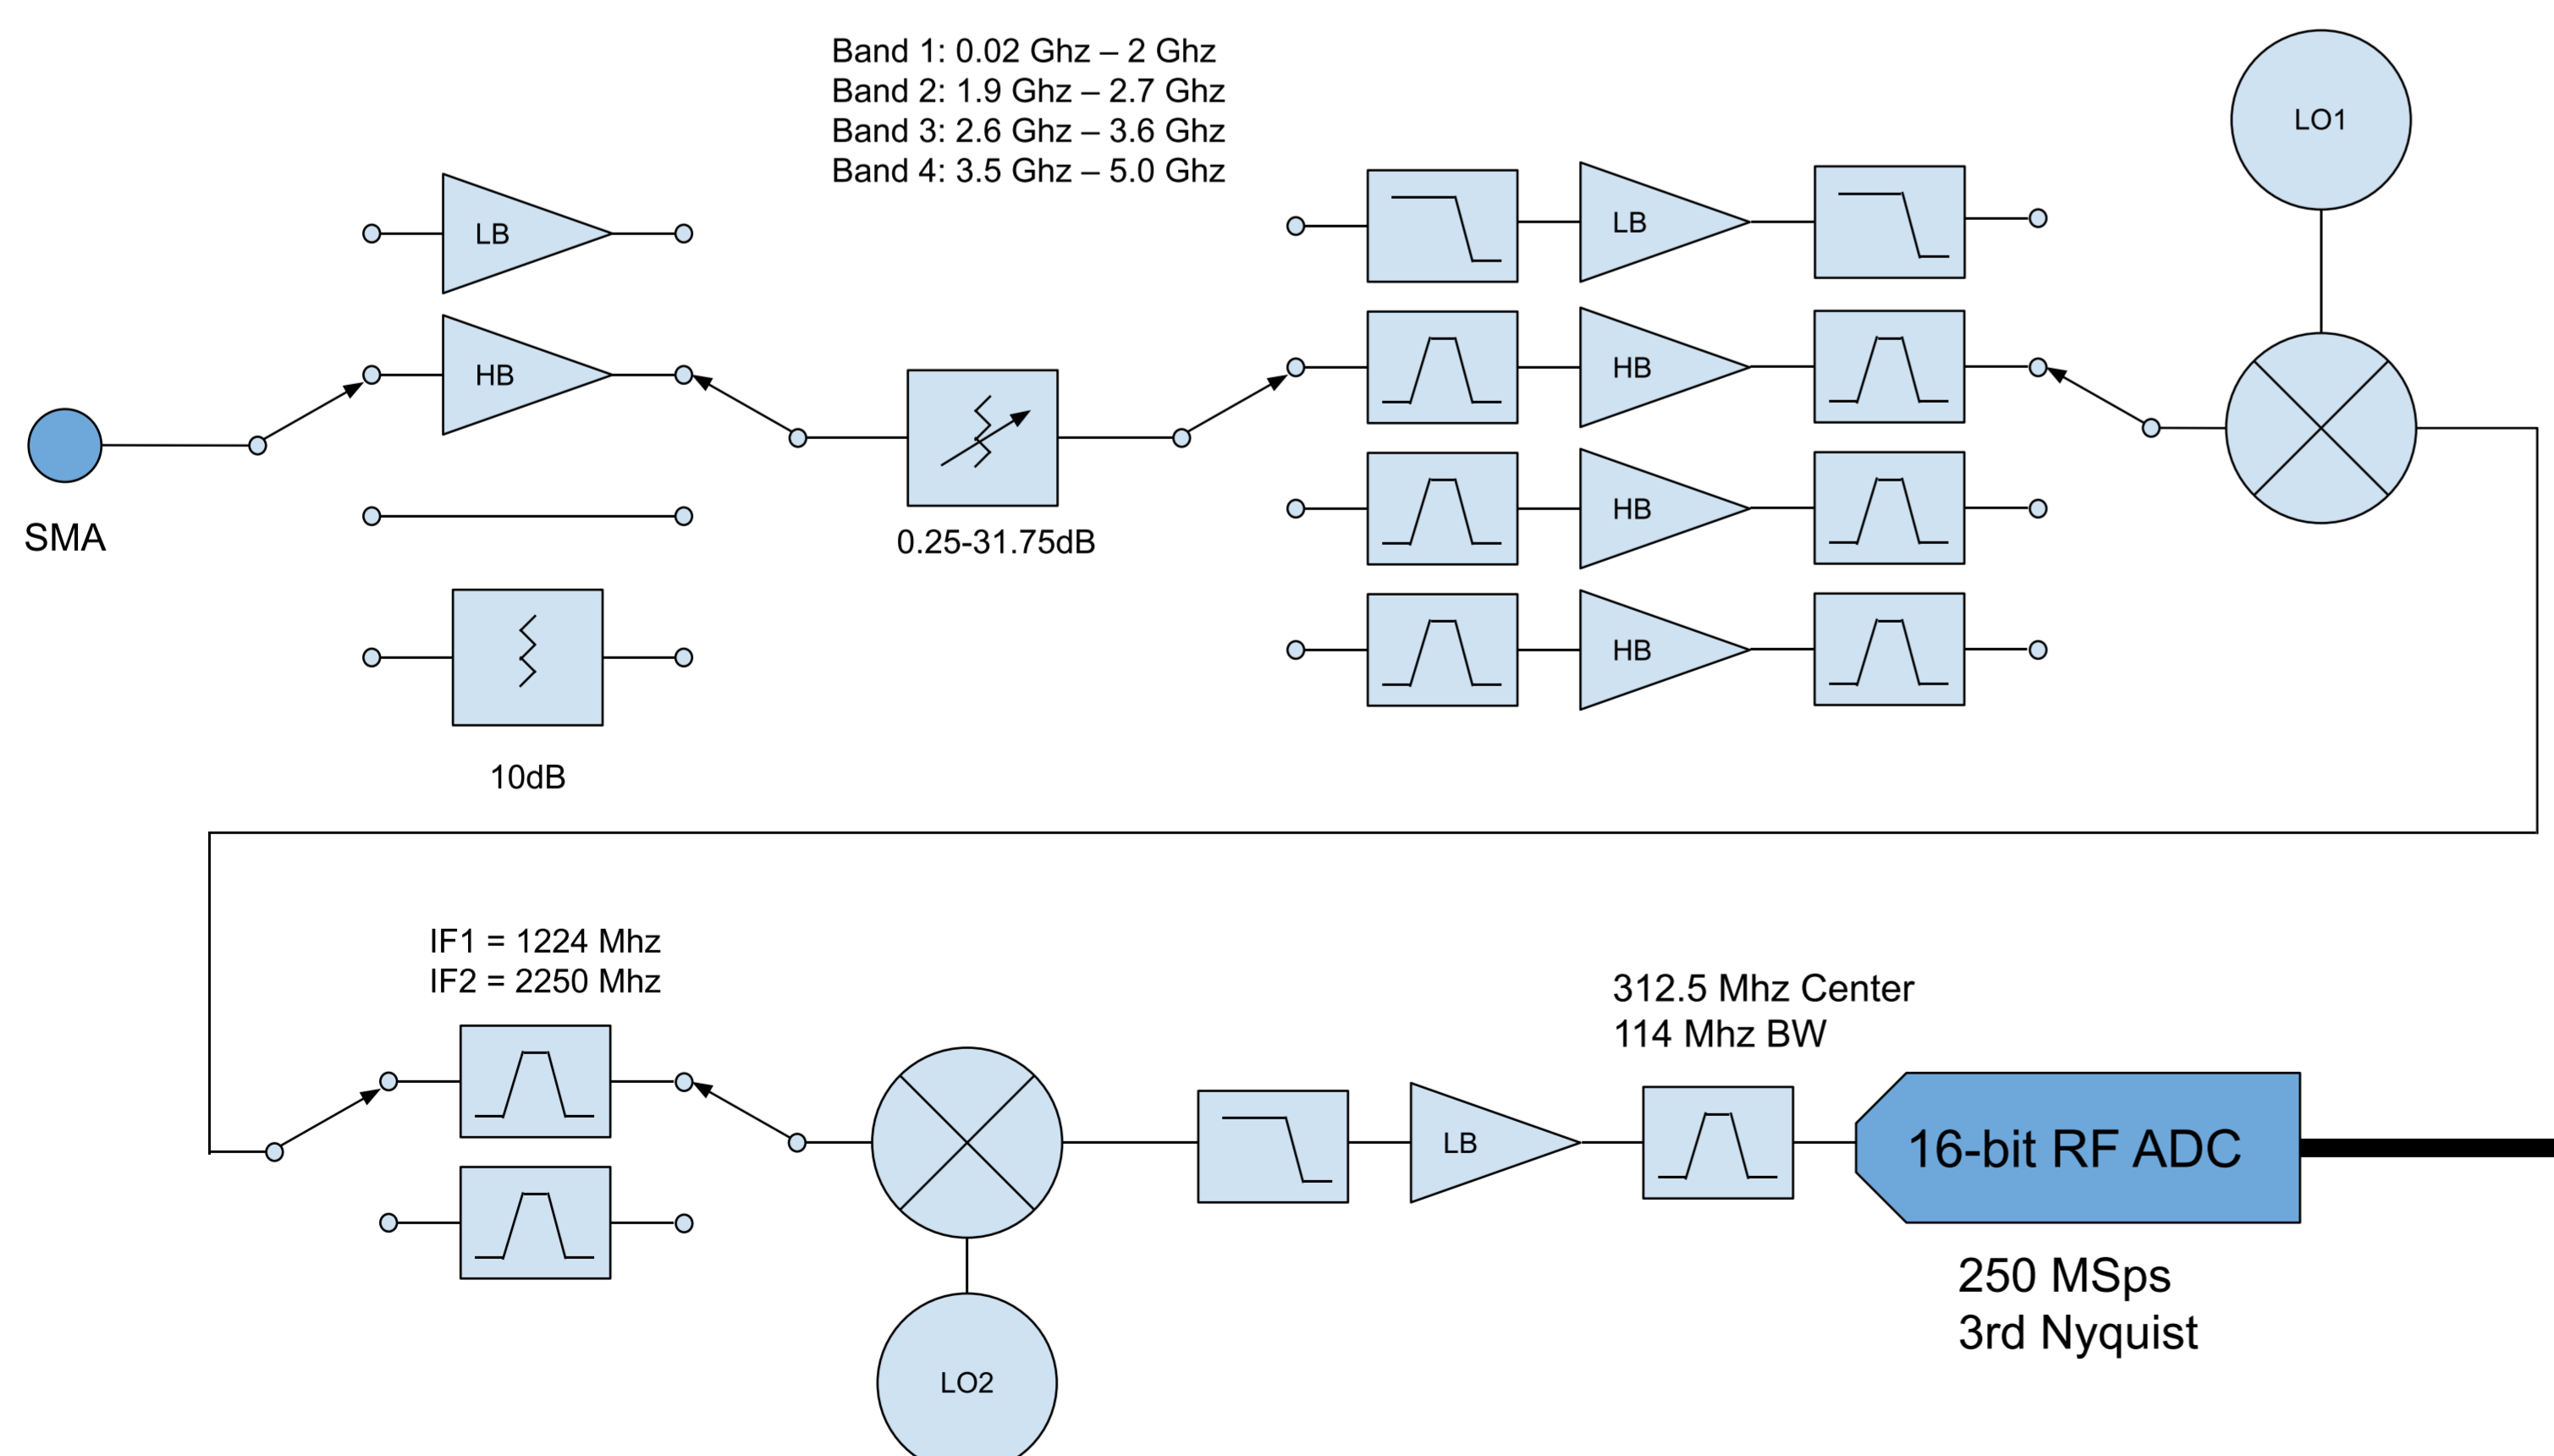 Band 1: 0.02 Ghz – 2 Ghz
Band 2: 1.9 Ghz – 2.7 Ghz
Band 3: 2.6 Ghz – 3.6 Ghz
Band 4: 3.5 Ghz – 5.0 Ghz
LO1
LB
LB
HB
HB
SMA
0.25-31.75dB
HB
HB
10dB
IF1 = 1224 Mhz
IF2 = 2250 Mhz
312.5 Mhz Center
114 Mhz BW
LB
16-bit RF ADC
250 MSps
3rd Nyquist
LO2